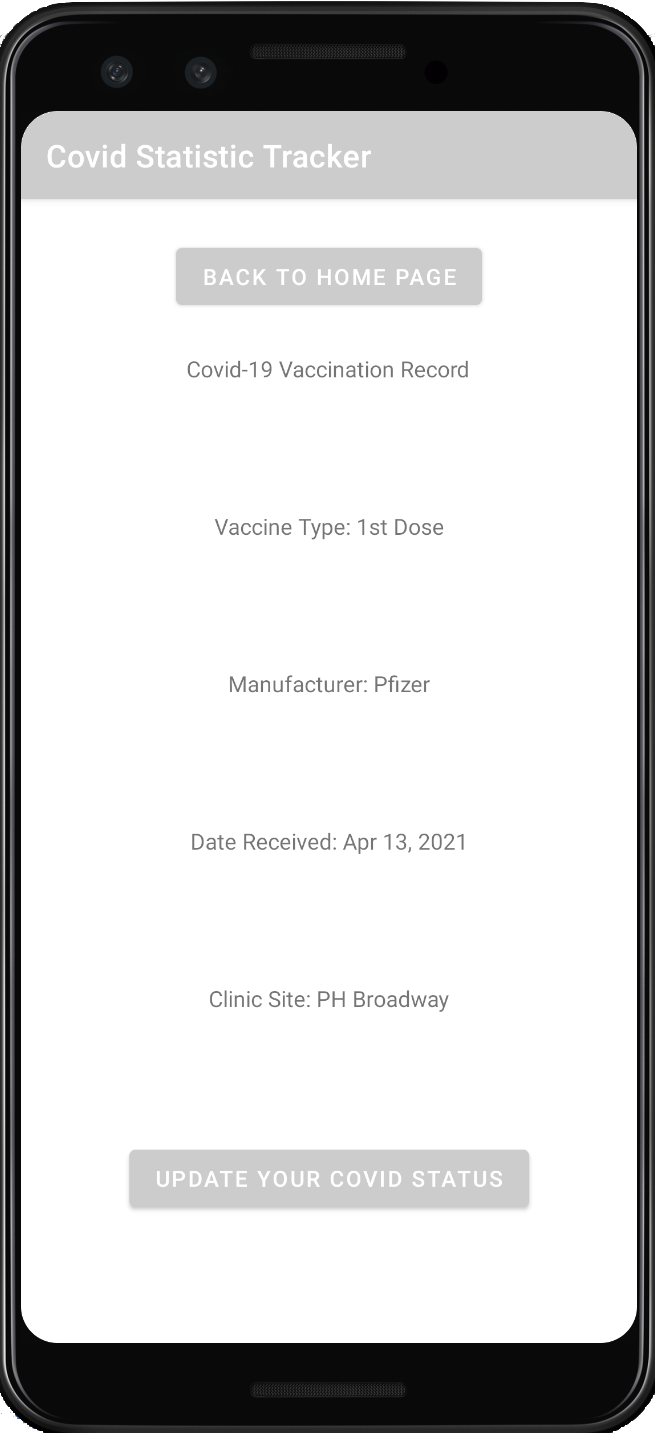 Covid Statistic Tracker
BACK TO HOME PAGE
Covid-19 Vaccination Record
Vaccine Type: 1st Dose
Manufacturer: Pfizer
Date Received: Apr 13, 2021
Clinic Site: PH Broadway
UPDATE YOUR COVID STATUS